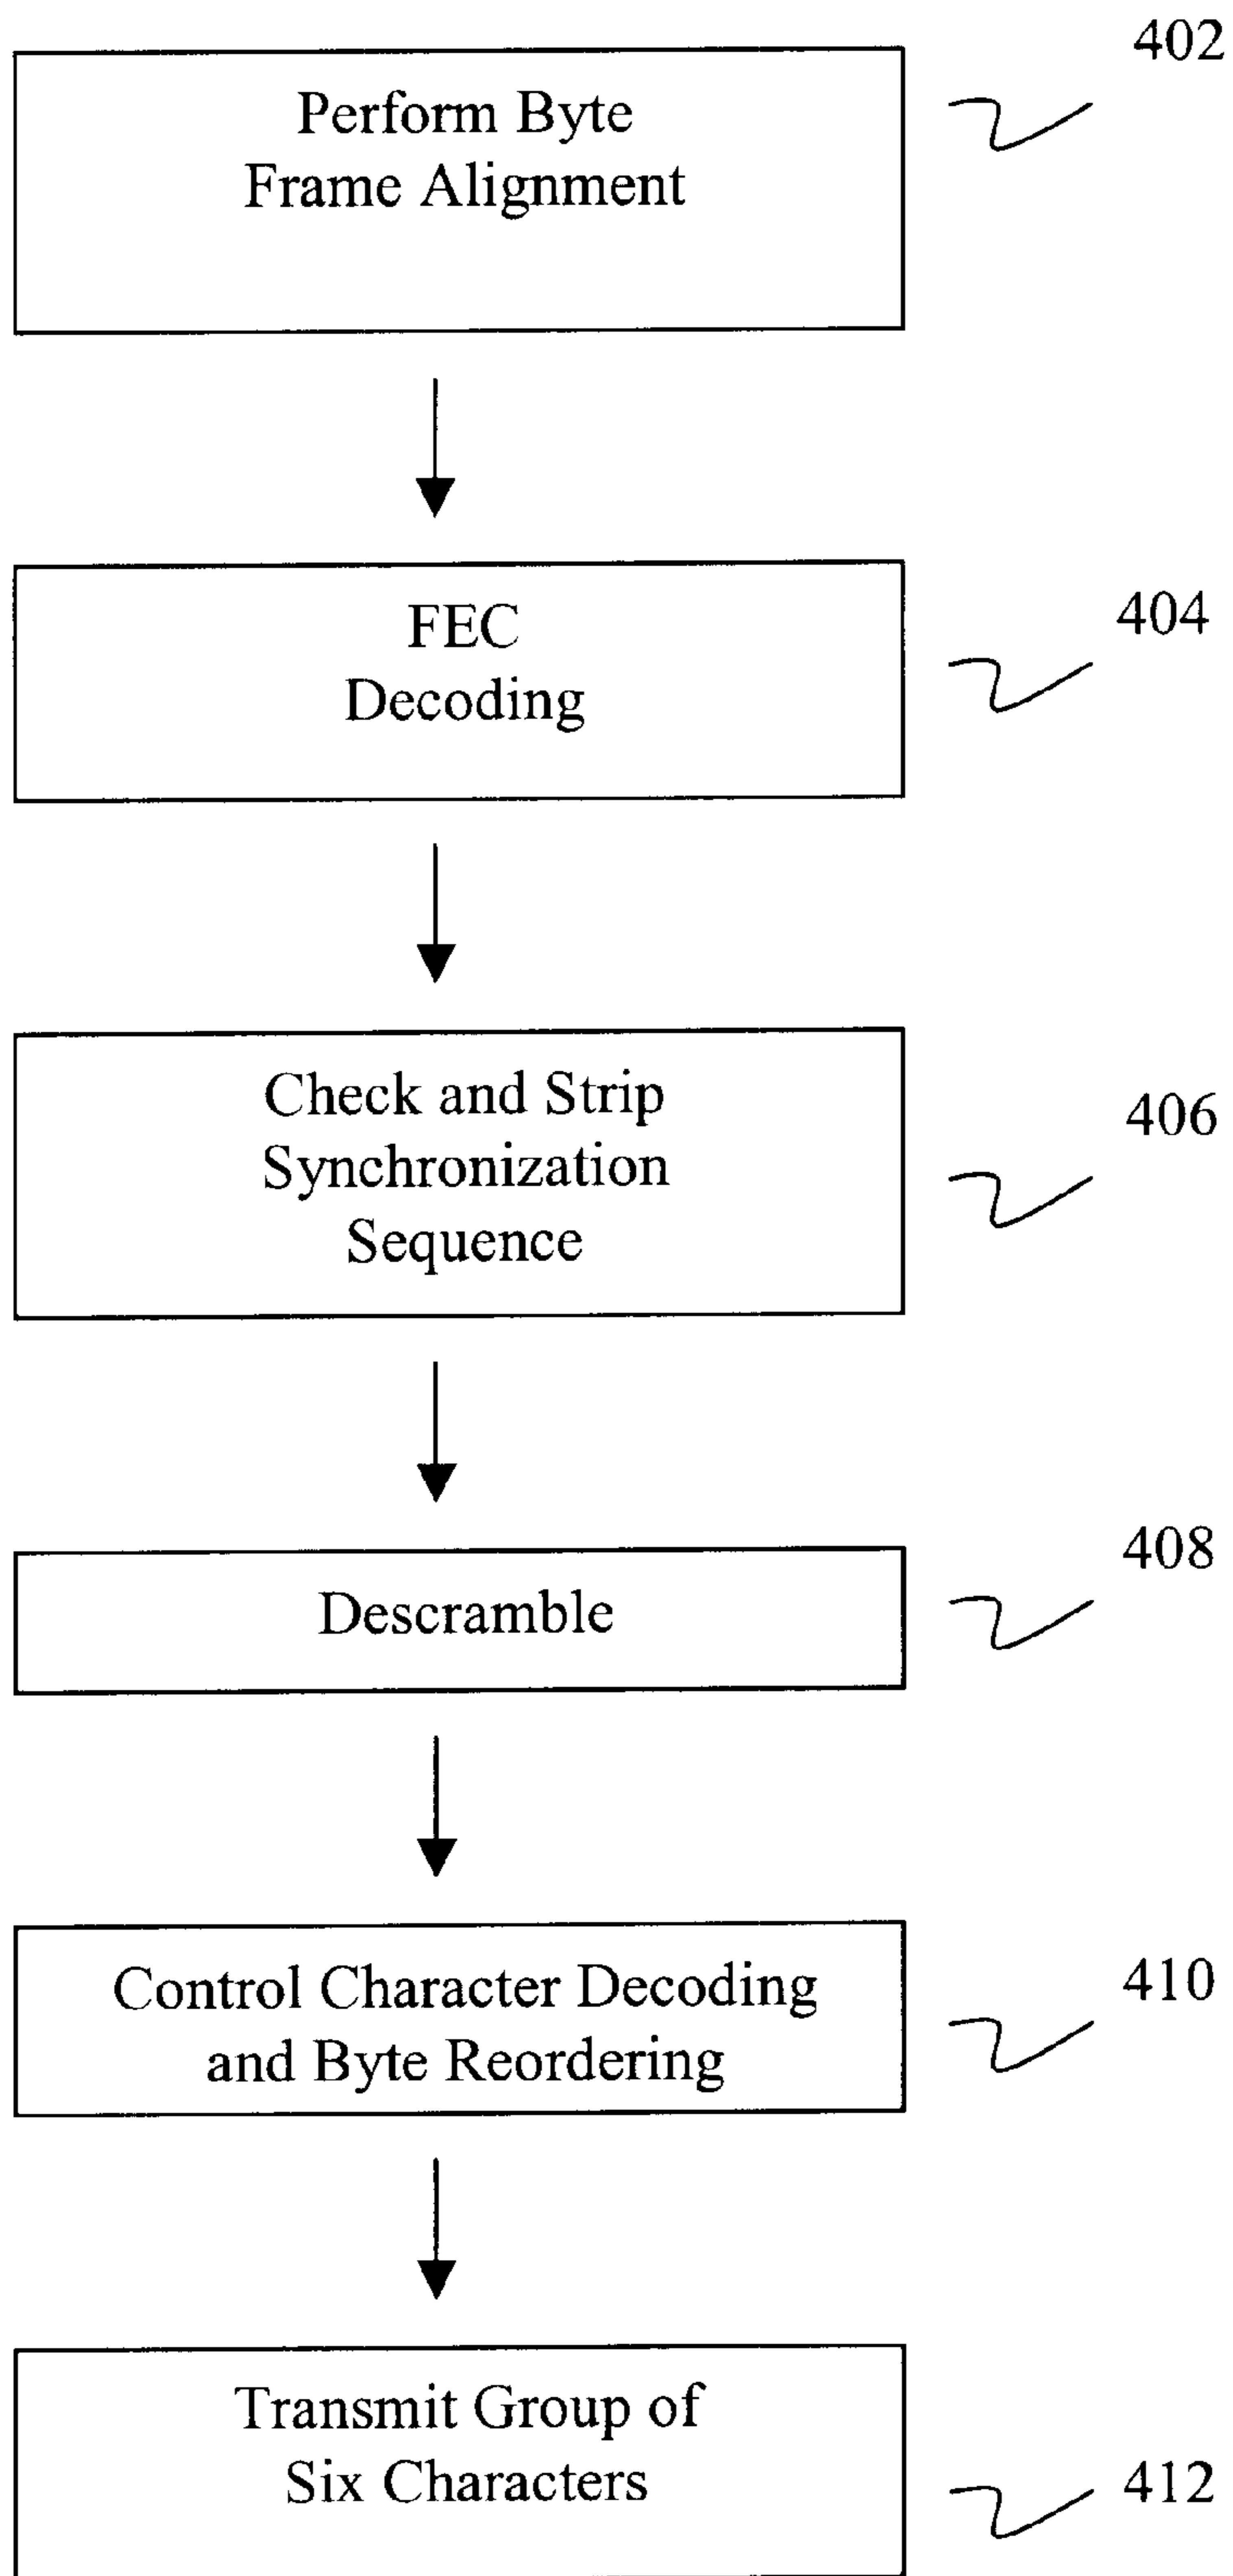 402
Perform Byte
Frame Alignment
404
FEC
Decoding
406
Check and Strip
Synchronization
Sequence
408
Descramble
410
Control Character Decoding
and Byte Reordering
Transmit Group of
Six Characters
412